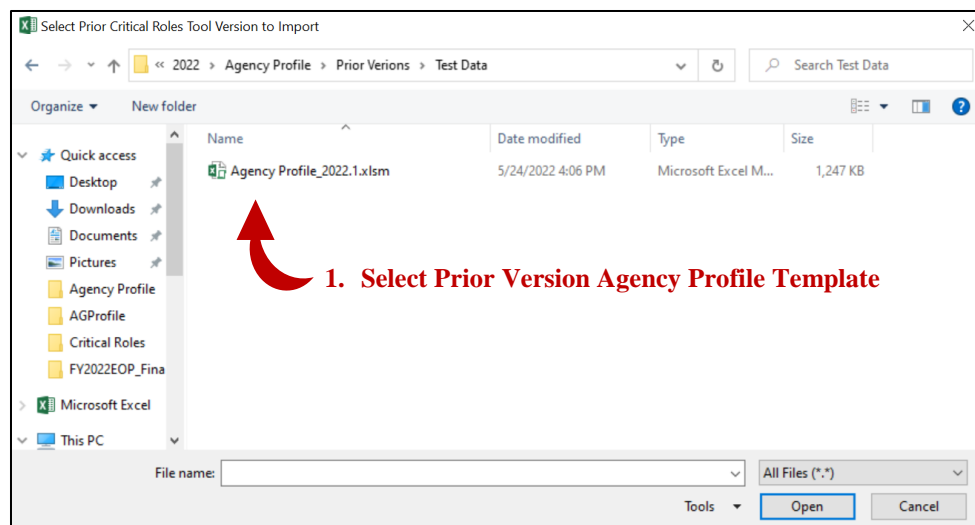 Select Prior Critical Roles Tool Version to Import
« 2022 › Agency Profile › Prior Verions › Test Data
Search Test Data
Organize
New folder
Name
Date modified
Type
Size
Quick access
Agency Profile_2022.1.xlsm
5/24/2022 4:06 PM
Microsoft Excel M...
1,247 KB
Desktop
Downloads
Documents
Pictures
Agency Profile
AGProfile
Critical Roles
FY2022EOP_Fina
Microsoft Excel
This PC
1. Select Prior Version Agency Profile Template
File name:
All Files (*.*)
Tools
Open
Cancel